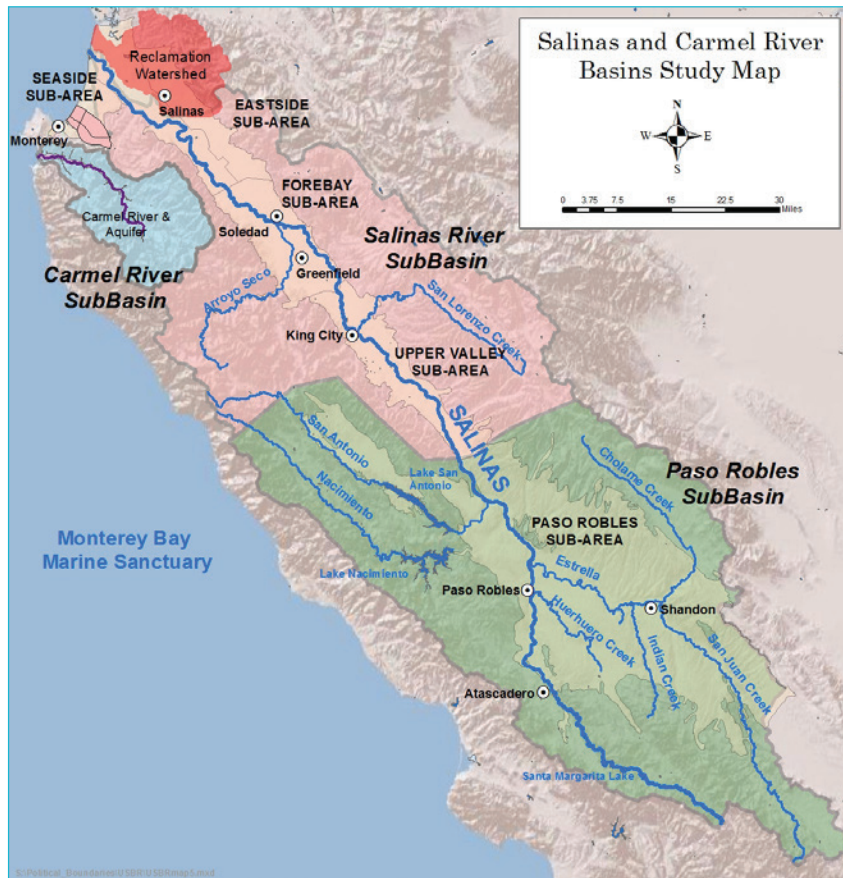 Salinas and Carmel River
Basins Study Map
N
W
E
S
0 3.75 7.5 15 22.5 30
Miles
Reclamation
Watershed
SEASIDE
SUB-AREA
Salinas
EASTSIDE
SUB-AREA
Monterey
Carmel River &
Aquifer
FOREBAY
SUB-AREA
Soledad
Salinas River
SubBasin
Carmel River
SubBasin
Greenfield
Arroyo Seco
San Lorenzo Creek
King City
UPPER VALLEY
SUB-AREA
SALINAS
San Antonio
Nacimiento
Lake San
Antonio
Cholame Creek
Paso Robles
SubBasin
PASO ROBLES
SUB-AREA
Monterey Bay
Marine Sanctuary
Lake Nacimiento
Estrella
Paso Robles
Huerhuero Creek
Shandon
Indian Creek
San Juan Creek
Atascadero
Santa Margarita Lake
S:\Political_Boundaries\USBR\USBRmap5.mxd